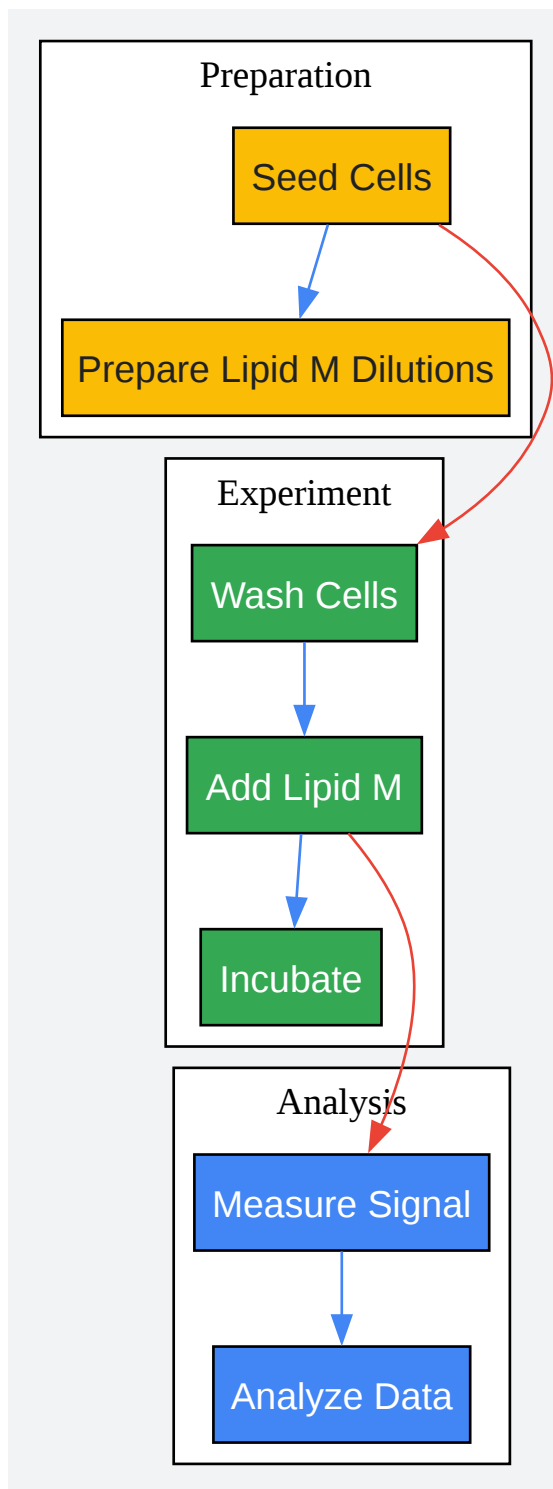 Preparation
Seed Cells
Prepare Lipid M Dilutions
Experiment
Wash Cells
Add Lipid M
Incubate
Analysis
Measure Signal
Analyze Data